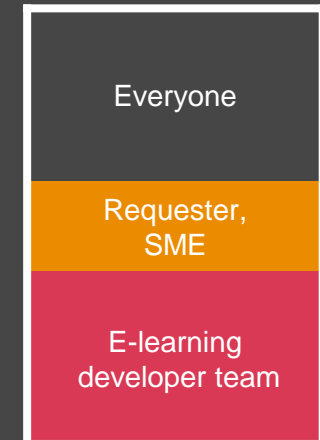 Everyone
Requester,
SME
E-learning
developer team